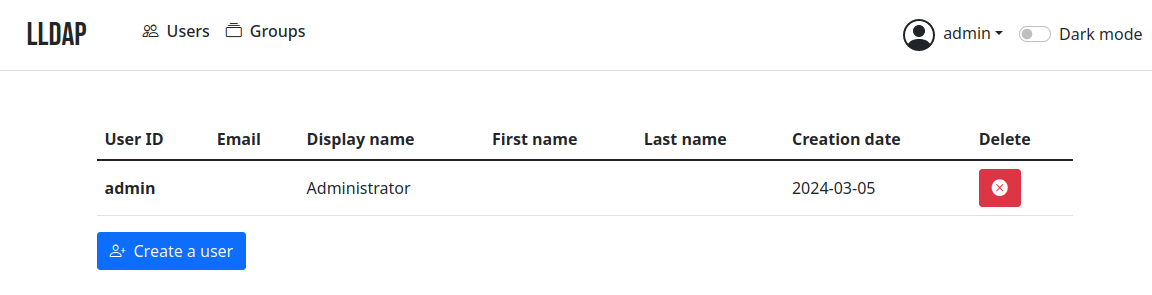 LLDAP Users Groups admin Dark mode
User ID Email Display name First name Last name Creation date Delete
admin Administrator 2024-03-05
Create a user